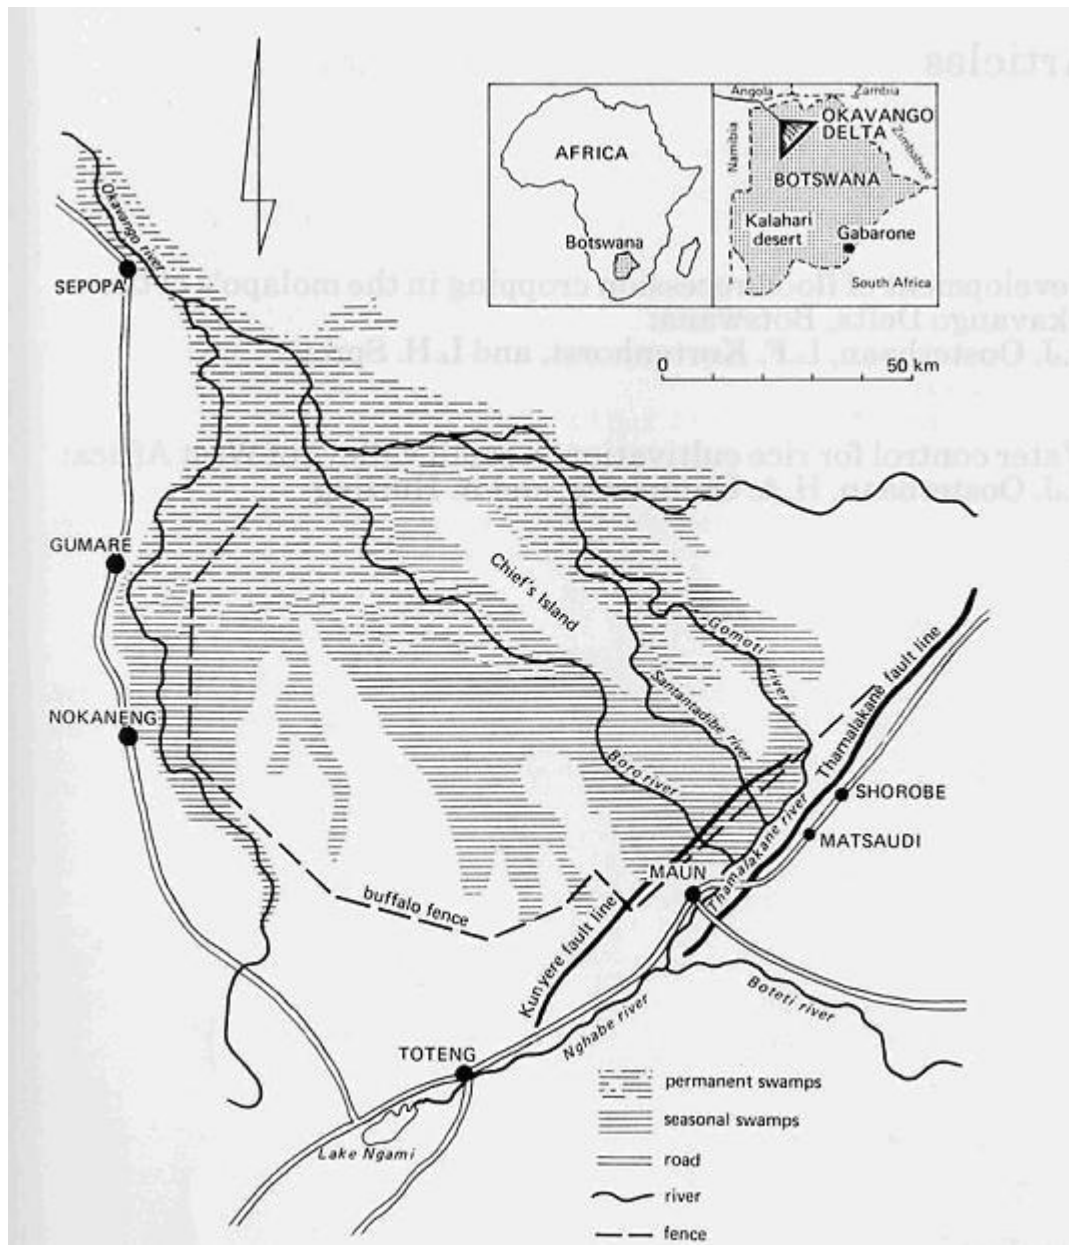 Angola
Zambia
OKAVANGO
DELTA
Namibia
Zimbabwe
AFRICA
BOTSWANA
Kalahari
desert
Gabarone
Botswana
South Africa
Okavango river
SEPOPA
0
50 km
GUMARE
Chief's Island
Gomoti river
Thamalakane fault line
Santantadibe river
NOKANENG
Boro river
SHOROBE
Thamalakane river
MATSAUDI
MAUN
buffalo fence
Kunyere fault line
Boteti river
Nghabe river
TOTENG
Lake Ngami
permanent swamps
seasonal swamps
road
river
fence